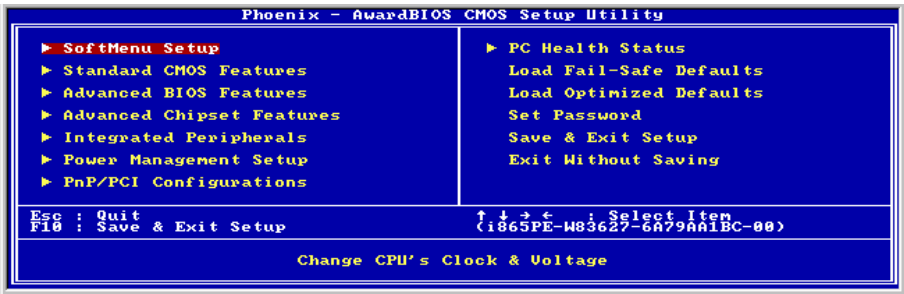 Phoenix - AwardBIOS CMOS Setup Utility
► SoftMenu Setup
► Standard CMOS Features
► Advanced BIOS Features
► Advanced Chipset Features
► Integrated Peripherals
► Power Management Setup
► PnP/PCI Configurations
► PC Health Status
Load Fail-Safe Defaults
Load Optimized Defaults
Set Password
Save & Exit Setup
Exit Without Saving
Esc : Quit
F10 : Save & Exit Setup
↑ ↓ → ← : Select Item
(i865PE-W83627-6A79AA1BC-00)
Change CPU's Clock & Voltage